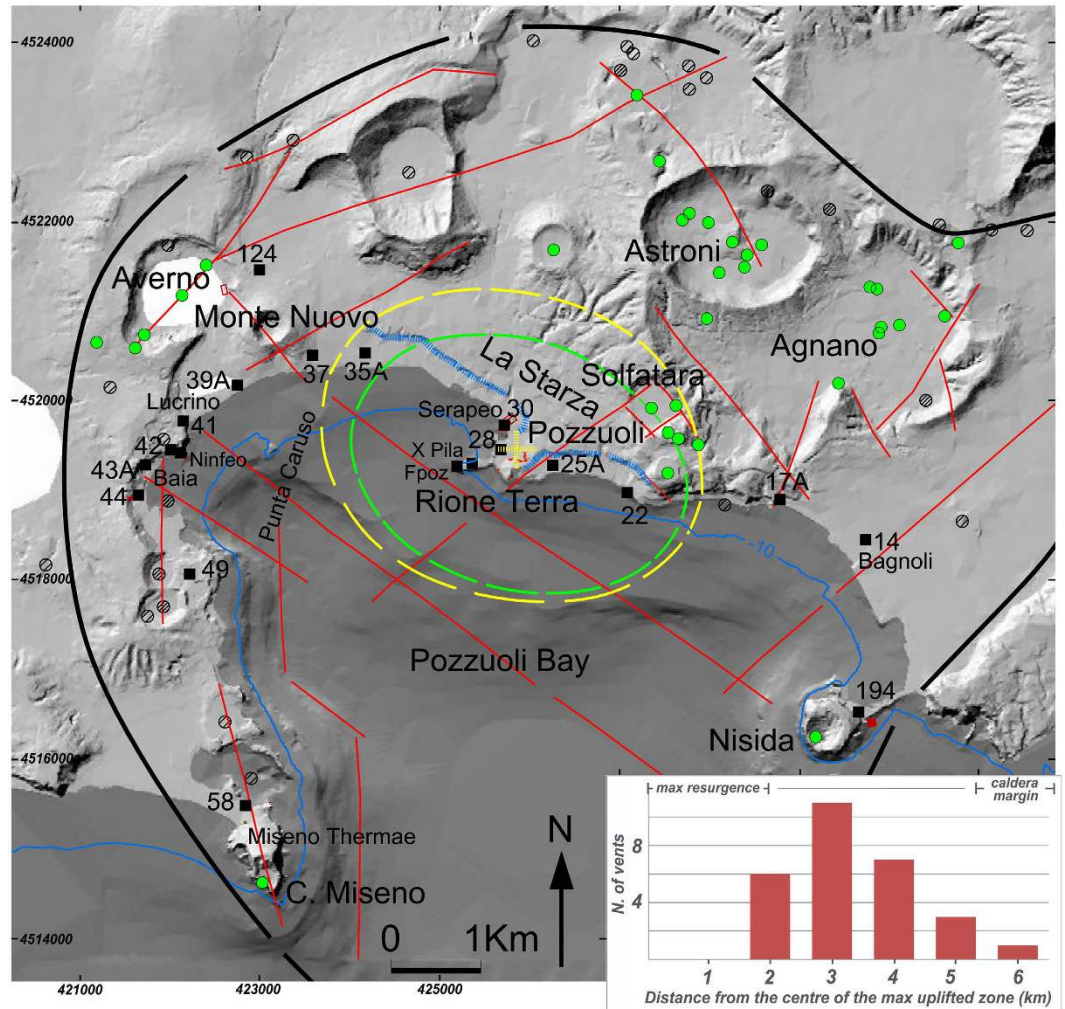 4524000
4522000
4520000
4518000
4516000
4514000
421000
423000
425000
Astroni
124
Averno
Monte Nuovo
Agnano
La Starza
37
35A
Solfatara
39A
Lucrino
41
Serapeo 30
Pozzuoli
42
Ninfeo
28
X Pila
25A
43A
Baia
Fpoz
44
Rione Terra
22
17A
Punta Caruso
14
-10
Bagnoli
49
Pozzuoli Bay
194
Nisida
58
Miseno Thermae
C. Miseno
N
0 1Km
max resurgence
caldera
margin
N. of vents
8
4
1 2 3 4 5 6
Distance from the centre of the max uplifted zone (km)